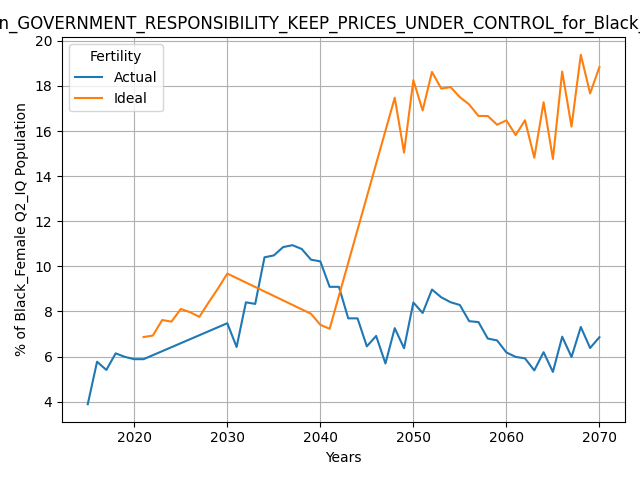 n_GOVERNMENT_RESPONSIBILITY_KEEP_PRICES_UNDER_CONTROL_for_Black_
20
18
16
14
12
10
8
6
4
% of Black_Female Q2_IQ Population
Fertility
Actual
Ideal
2020 2030 2040 2050 2060 2070
Years